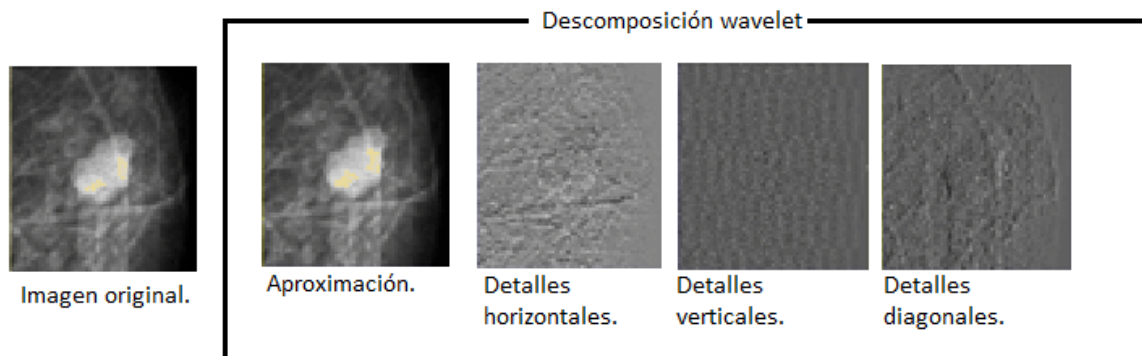 Descomposición wavelet
Imagen original.
Aproximación.
Detalles
horizontales.
Detalles
verticales.
Detalles
diagonales.